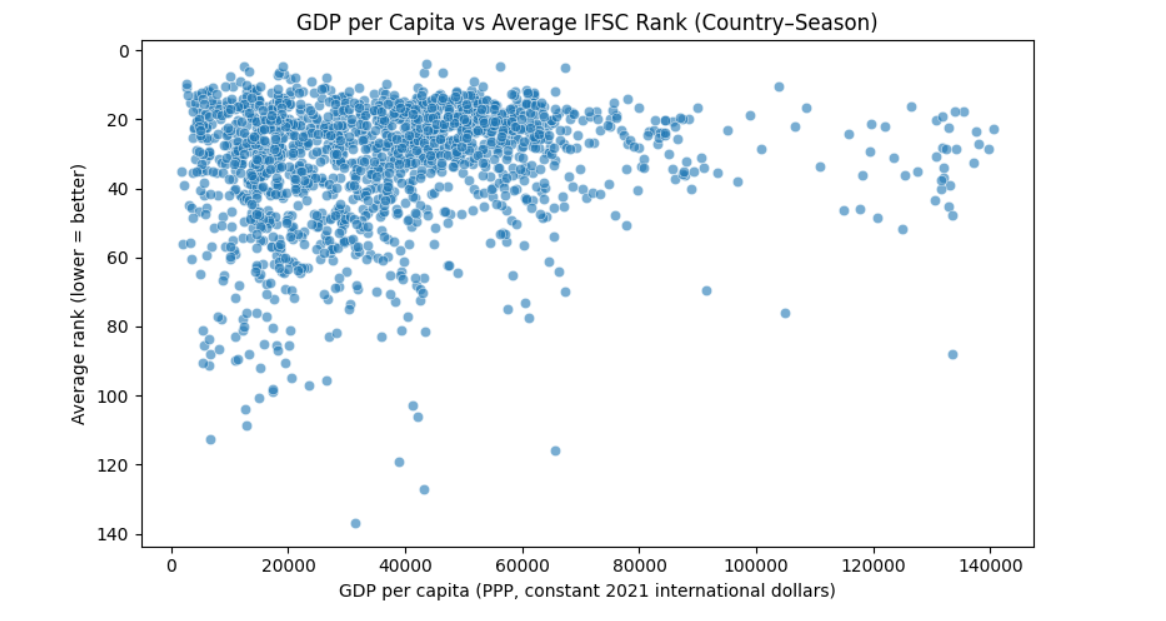 GDP per Capita vs Average IFSC Rank (Country–Season)
Average rank (lower = better)
0
20
40
60
80
100
120
140
0 20000 40000 60000 80000 100000 120000 140000
GDP per capita (PPP, constant 2021 international dollars)